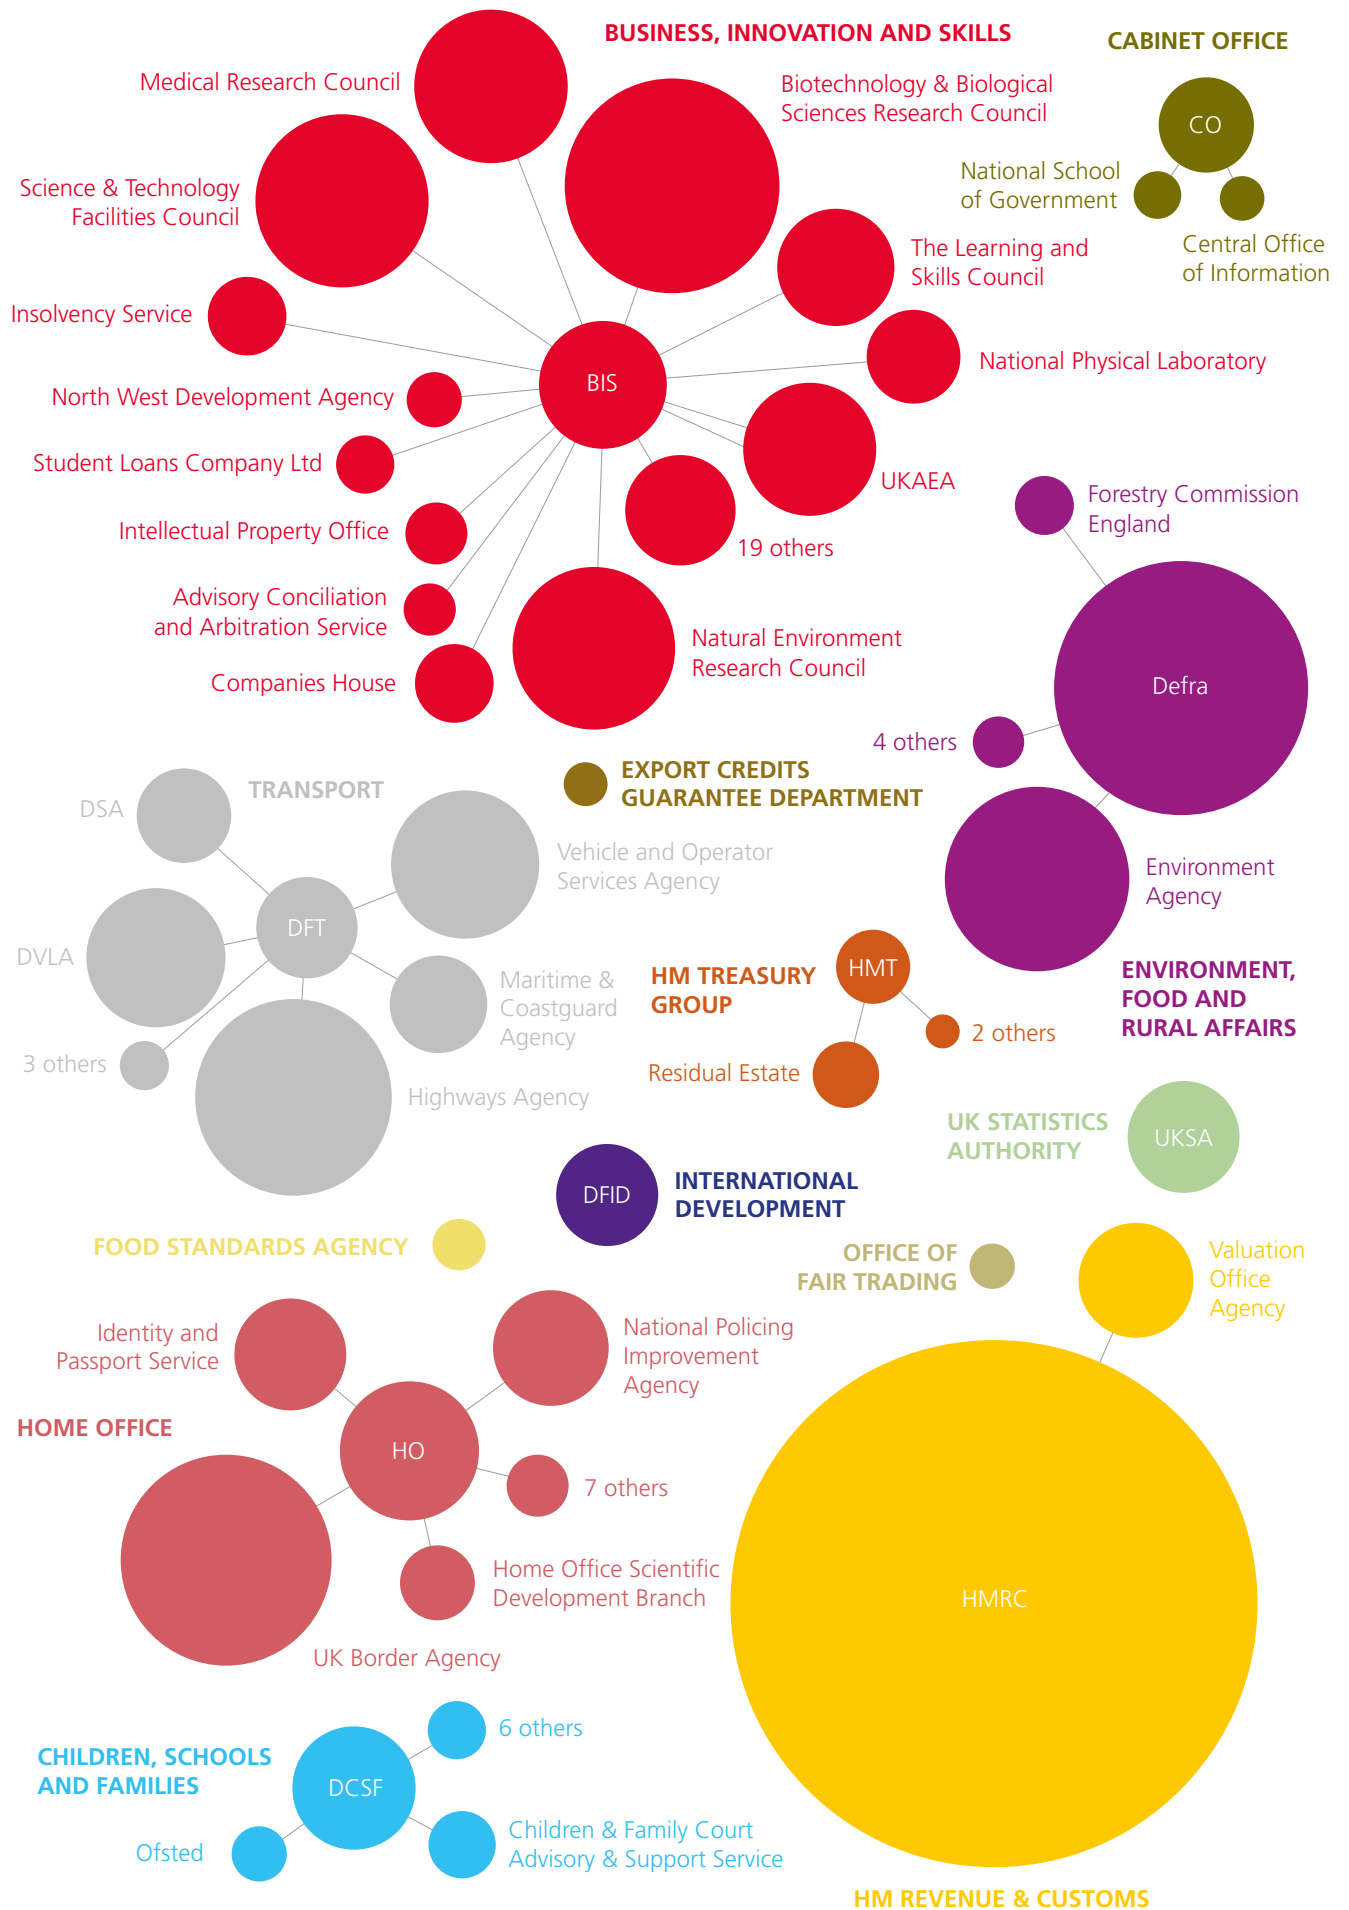 BUSINESS, INNOVATION AND SKILLS
Medical Research Council
Biotechnology & Biological
Sciences Research Council
Science & Technology
Facilities Council
The Learning and
Skills Council
Insolvency Service
National Physical Laboratory
BIS
North West Development Agency
Student Loans Company Ltd
UKAEA
Intellectual Property Office
19 others
Advisory Conciliation
and Arbitration Service
Natural Environment
Research Council
Companies House
CABINET OFFICE
CO
National School
of Government
Central Office
of Information
Forestry Commission
England
Defra
4 others
Environment
Agency
ENVIRONMENT,
FOOD AND
RURAL AFFAIRS
EXPORT CREDITS
GUARANTEE DEPARTMENT
TRANSPORT
DSA
Vehicle and Operator
Services Agency
DFT
DVLA
Maritime &
Coastguard
Agency
3 others
Highways Agency
HM TREASURY
GROUP
HMT
2 others
Residual Estate
UK STATISTICS
AUTHORITY
UKSA
DFID
INTERNATIONAL
DEVELOPMENT
FOOD STANDARDS AGENCY
OFFICE OF
FAIR TRADING
Valuation
Office
Agency
HMRC
HM REVENUE & CUSTOMS
Identity and
Passport Service
National Policing
Improvement
Agency
HOME OFFICE
HO
7 others
Home Office Scientific
Development Branch
UK Border Agency
CHILDREN, SCHOOLS
AND FAMILIES
6 others
DCSF
Ofsted
Children & Family Court
Advisory & Support Service